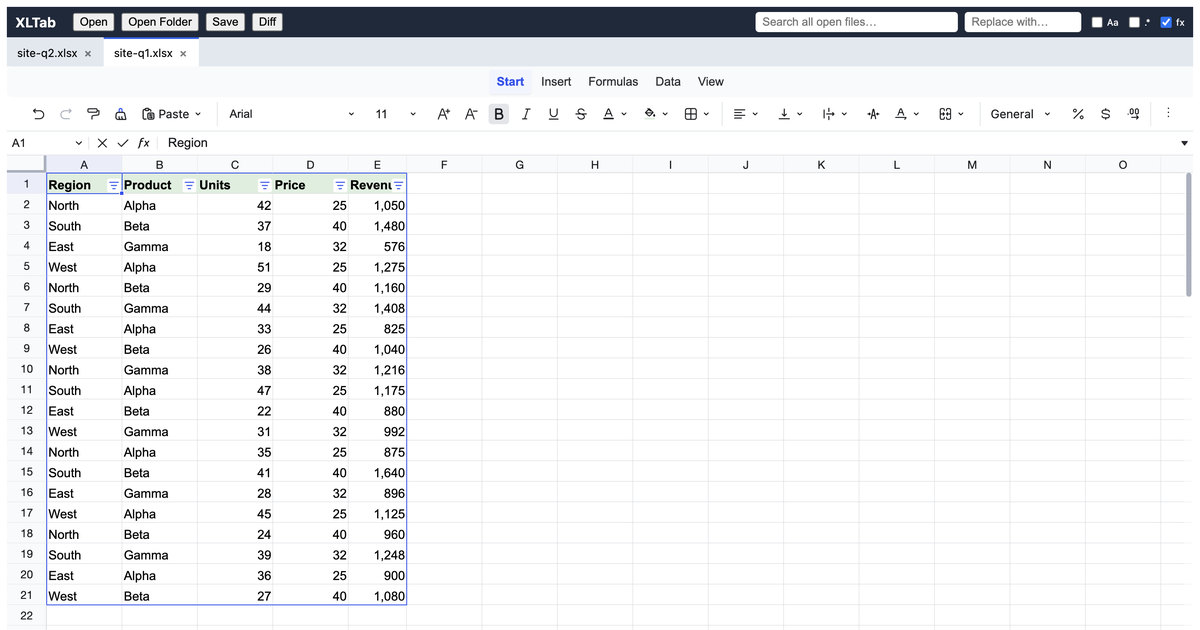 XLTab Open Open Folder Save Diff Search all open files… Replace with… Aa .* fx
site-q2.xlsx × site-q1.xlsx ×
Start Insert Formulas Data View
Paste Arial 11 A+ A- B I U S A A A General % $ .00
A1 fx Region
A B C D E F G H I J K L M N O
1 Region Product Units Price Revenu
2 North Alpha 42 25 1,050
3 South Beta 37 40 1,480
4 East Gamma 18 32 576
5 West Alpha 51 25 1,275
6 North Beta 29 40 1,160
7 South Gamma 44 32 1,408
8 East Alpha 33 25 825
9 West Beta 26 40 1,040
10 North Gamma 38 32 1,216
11 South Alpha 47 25 1,175
12 East Beta 22 40 880
13 West Gamma 31 32 992
14 North Alpha 35 25 875
15 South Beta 41 40 1,640
16 East Gamma 28 32 896
17 West Alpha 45 25 1,125
18 North Beta 24 40 960
19 South Gamma 39 32 1,248
20 East Alpha 36 25 900
21 West Beta 27 40 1,080
22